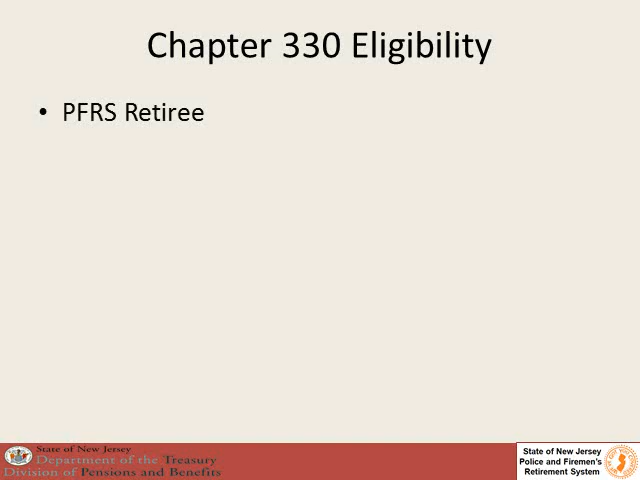 Chapter 330 Eligibility
• PFRS Retiree
State of New Jersey
Department of the Treasury
Division of Pensions and Benefits
State of New Jersey
Police and Firemen's
Retirement System